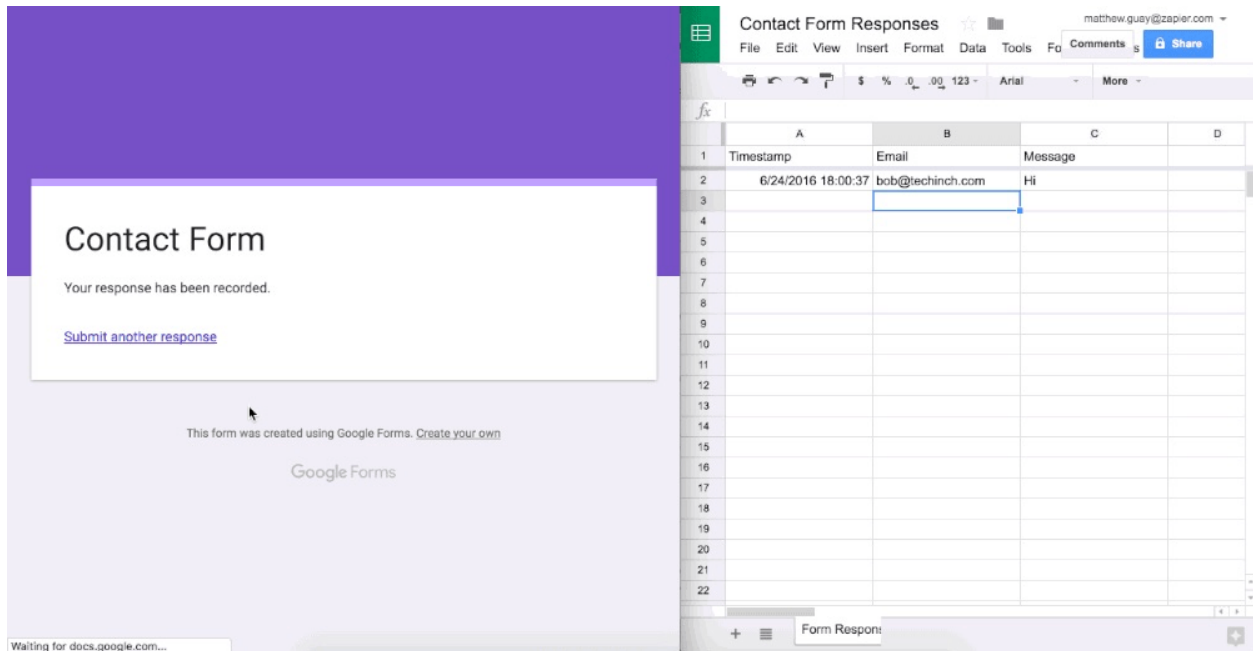 Contact Form
Your response has been recorded.
Submit another response
This form was created using Google Forms. Create your own
Google Forms
Waiting for docs.google.com...
Contact Form Responses
matthew.guay@zapier.com
File Edit View Insert Format Data Tools Fo Comments s Share
$ % .0 .00 123 Arial More
fx
A B C D
1 Timestamp Email Message
2 6/24/2016 18:00:37 bob@techinch.com Hi
3
4
5
6
7
8
9
10
11
12
13
14
15
16
17
18
19
20
21
22
+ Form Respon